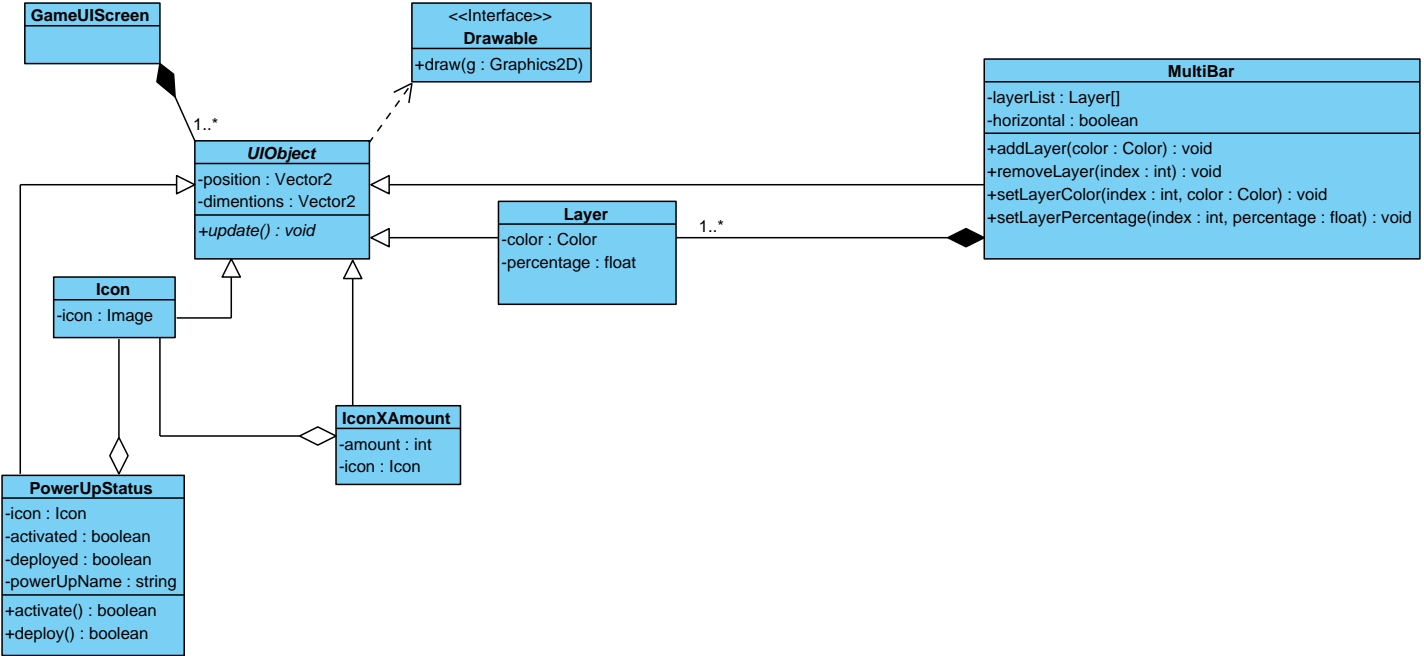 GameUIScreen
<<Interface>>
Drawable
+draw(g : Graphics2D)
MultiBar
-layerList : Layer[]
-horizontal : boolean
+addLayer(color : Color) : void
+removeLayer(index : int) : void
+setLayerColor(index : int, color : Color) : void
+setLayerPercentage(index : int, percentage : float) : void
1..*
UIObject
-position : Vector2
-dimentions : Vector2
+update() : void
Layer
-color : Color
-percentage : float
1..*
Icon
-icon : Image
IconXAmount
-amount : int
-icon : Icon
PowerUpStatus
-icon : Icon
-activated : boolean
-deployed : boolean
-powerUpName : string
+activate() : boolean
+deploy() : boolean